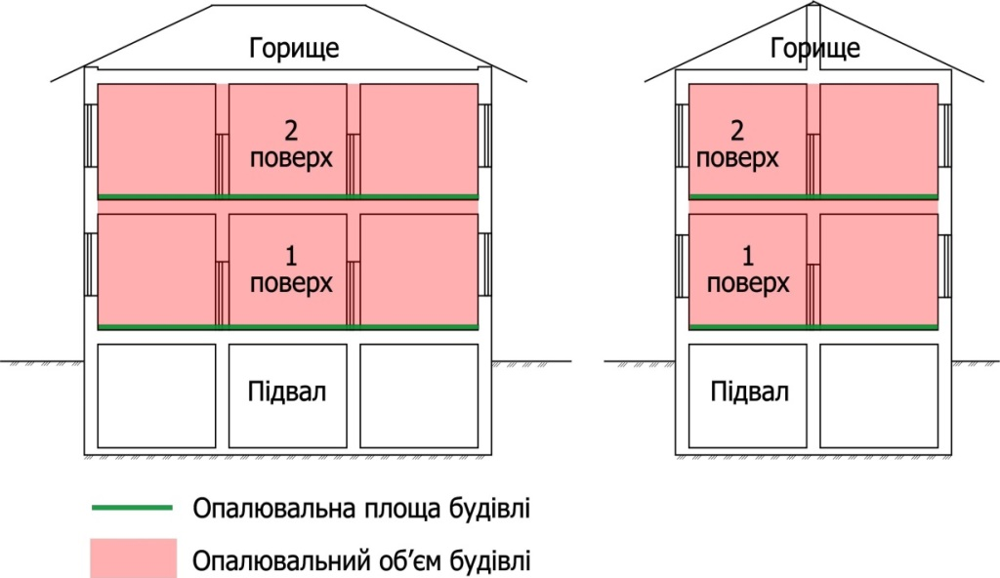 Горище
Горище
2
поверх
2
поверх
1
поверх
1
поверх
Підвал
Підвал
Опалювальна площа будівлі
Опалювальний об’єм будівлі